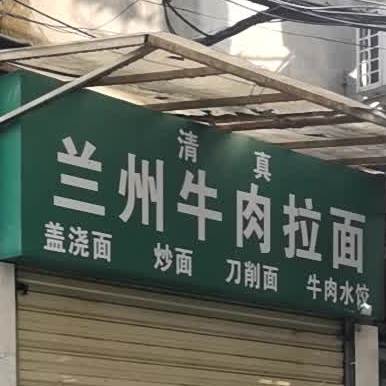 清真
兰州牛肉拉面
盖浇面 炒面 刀削面 牛肉水饺